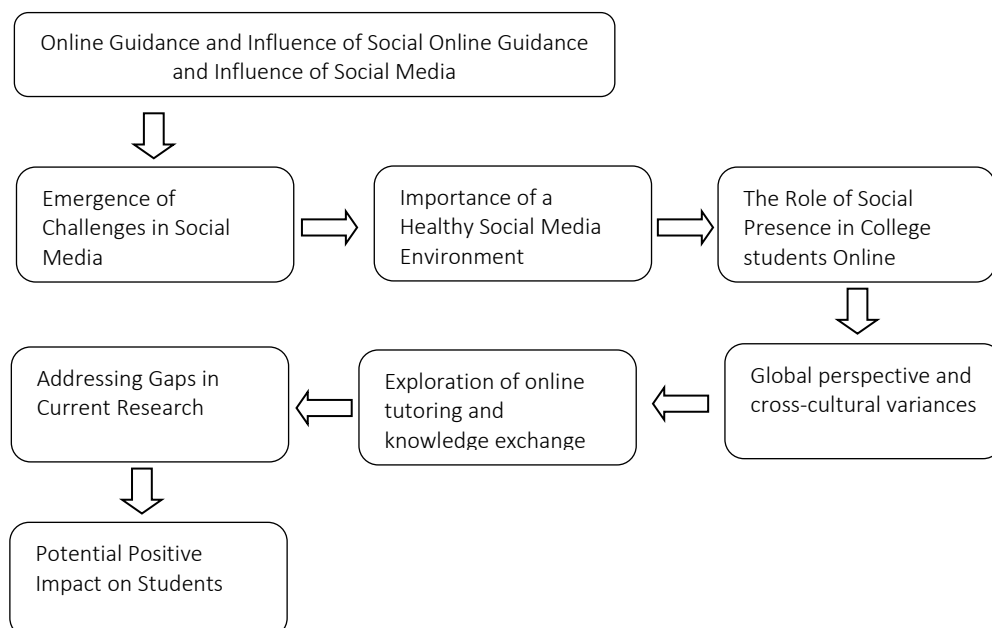 Online Guidance and Influence of Social Online Guidance
and Influence of Social Media
Emergence of
Challenges in Social
Media
Importance of a
Healthy Social Media
Environment
The Role of Social
Presence in College
students Online
Global perspective and
cross-cultural variances
Exploration of online
tutoring and
knowledge exchange
Addressing Gaps in
Current Research
Potential Positive
Impact on Students